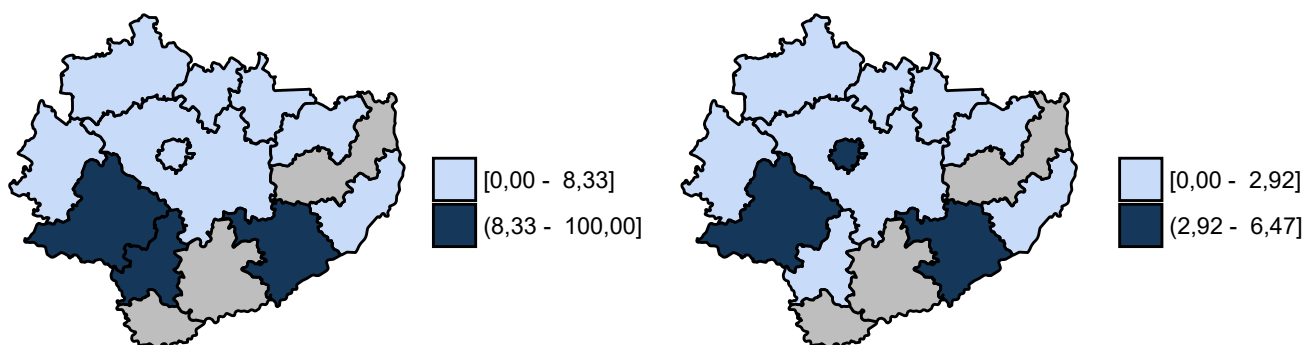 [0,00 - 8,33]
(8,33 - 100,00]
[0,00 - 2,92]
(2,92 - 6,47]